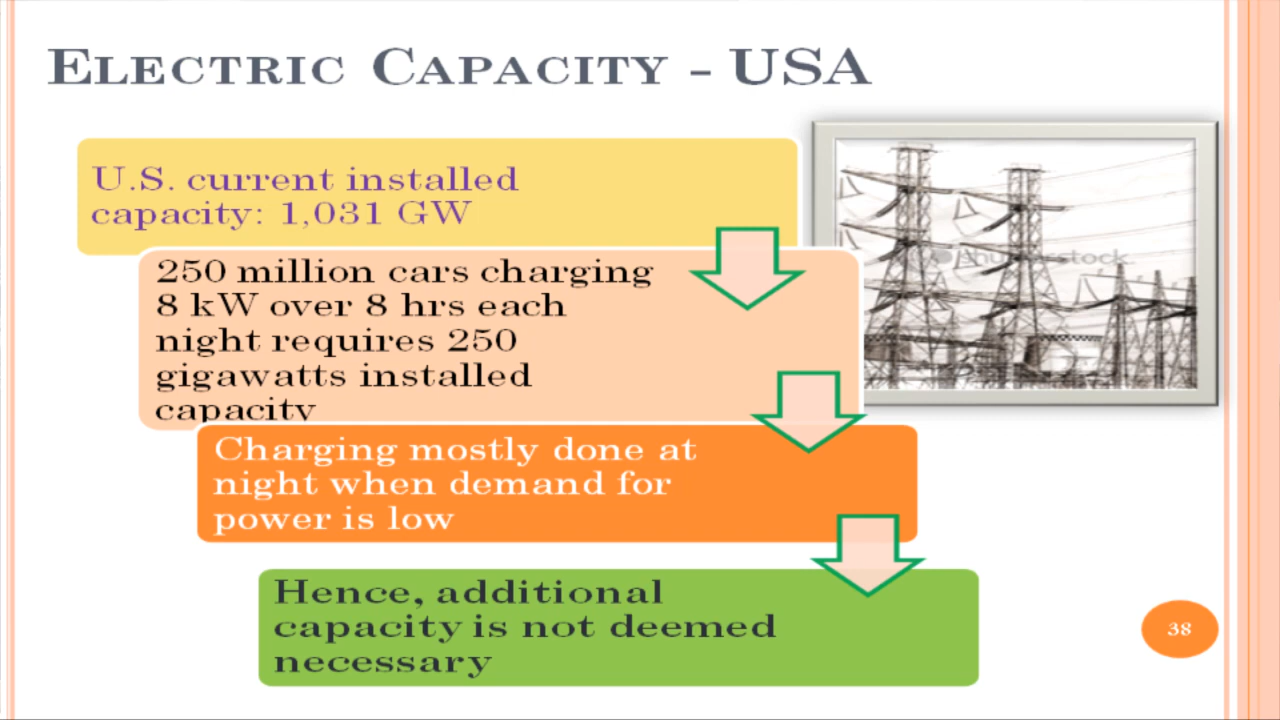 Electric Capacity - USA
U.S. current installed
capacity: 1,031 GW
250 million cars charging
8 kW over 8 hrs each
night requires 250
gigawatts installed
capacity
Charging mostly done at
night when demand for
power is low
Hence, additional
capacity is not deemed
necessary
shutterstock
38